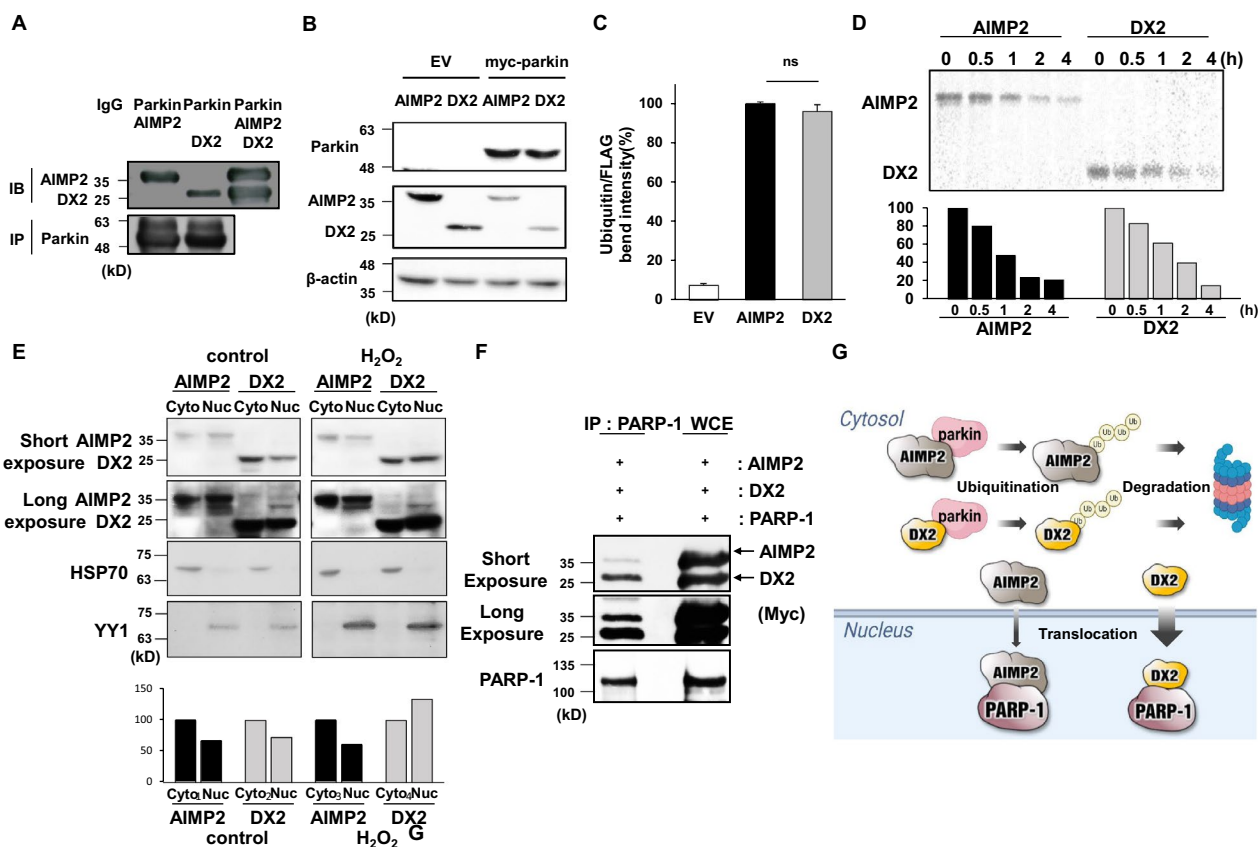 A
IgG Parkin Parkin Parkin
AIMP2 AIMP2
DX2 DX2
IB AIMP2 35
DX2 25
IP Parkin 63
48
(kD)
B
EV myc-parkin
AIMP2 DX2 AIMP2 DX2
63
Parkin
48
AIMP2 35
DX2 25
48
β-actin
35
(kD)
C
ns
Ubiquitin/FLAG
bend intensity(%)
100
80
60
40
20
0
EV AIMP2 DX2
D
AIMP2 DX2
0 0.5 1 2 4 0 0.5 1 2 4 (h)
AIMP2
DX2
100
80
60
40
20
0
0 0.5 1 2 4 0 0.5 1 2 4 (h)
AIMP2 DX2
E
control H2O2
AIMP2 DX2 AIMP2 DX2
Cyto Nuc Cyto Nuc Cyto Nuc Cyto Nuc
Short AIMP2 35
exposure DX2 25
Long AIMP2 35
exposure DX2 25
75
HSP70
63
75
YY1
63
(kD)
150
100
50
0
Cyto1Nuc Cyto2Nuc Cyto3Nuc Cyto4Nuc
AIMP2 DX2 AIMP2 DX2
control H2O2 G
F
IP : PARP-1 WCE
+ + : AIMP2
+ + : DX2
+ + : PARP-1
Short 35 AIMP2
Exposure 25 DX2
Long 35 (Myc)
Exposure 25
135
PARP-1
100
(kD)
G
Cytosol
parkin Ub Ub Ub Ub
AIMP2 AIMP2
Ubiquitination Degradation
parkin Ub Ub Ub Ub
DX2 DX2
AIMP2 DX2
Nucleus
Translocation
AIMP2 DX2
PARP-1 PARP-1